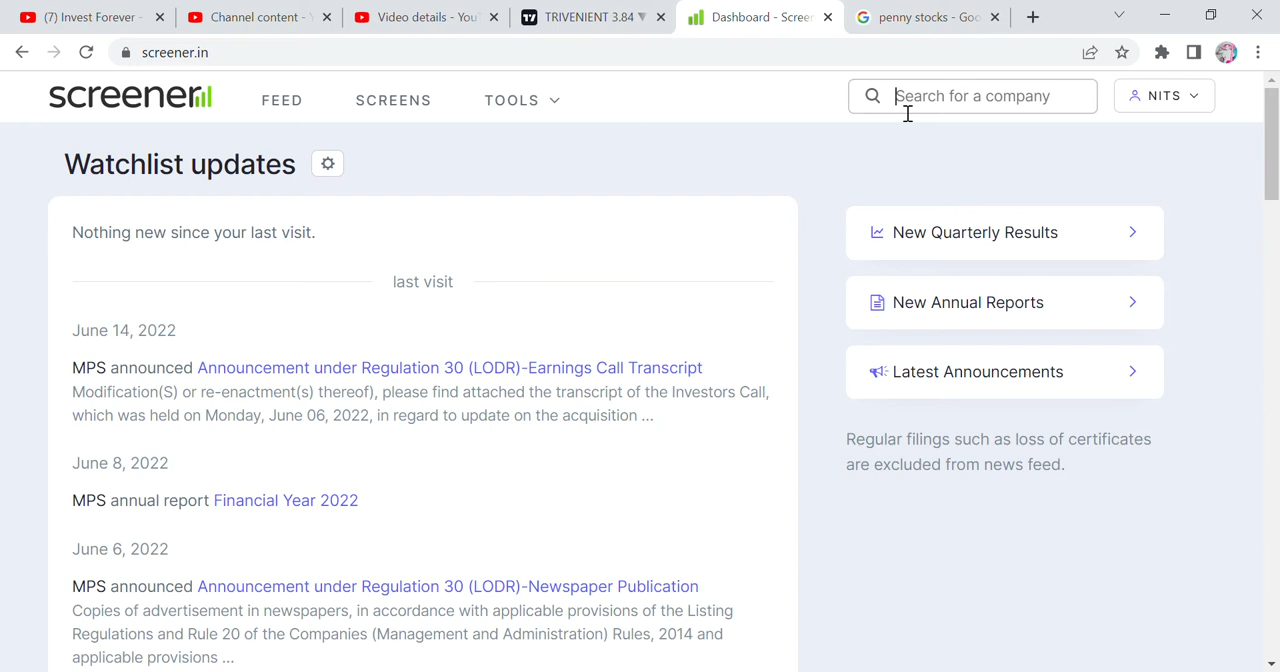 (7) Invest Forever - Channel content - Y Video details - YouT TRIVENIENT 3.84 ▼ Dashboard - Screer penny stocks - Goo
screener.in
screener FEED SCREENS TOOLS Search for a company NITS
Watchlist updates
Nothing new since your last visit.
last visit
June 14, 2022
MPS announced Announcement under Regulation 30 (LODR)-Earnings Call Transcript
Modification(S) or re-enactment(s) thereof), please find attached the transcript of the Investors Call,
which was held on Monday, June 06, 2022, in regard to update on the acquisition ...
June 8, 2022
MPS annual report Financial Year 2022
June 6, 2022
MPS announced Announcement under Regulation 30 (LODR)-Newspaper Publication
Copies of advertisement in newspapers, in accordance with applicable provisions of the Listing
Regulations and Rule 20 of the Companies (Management and Administration) Rules, 2014 and
applicable provisions ...
New Quarterly Results
New Annual Reports
Latest Announcements
Regular filings such as loss of certificates
are excluded from news feed.